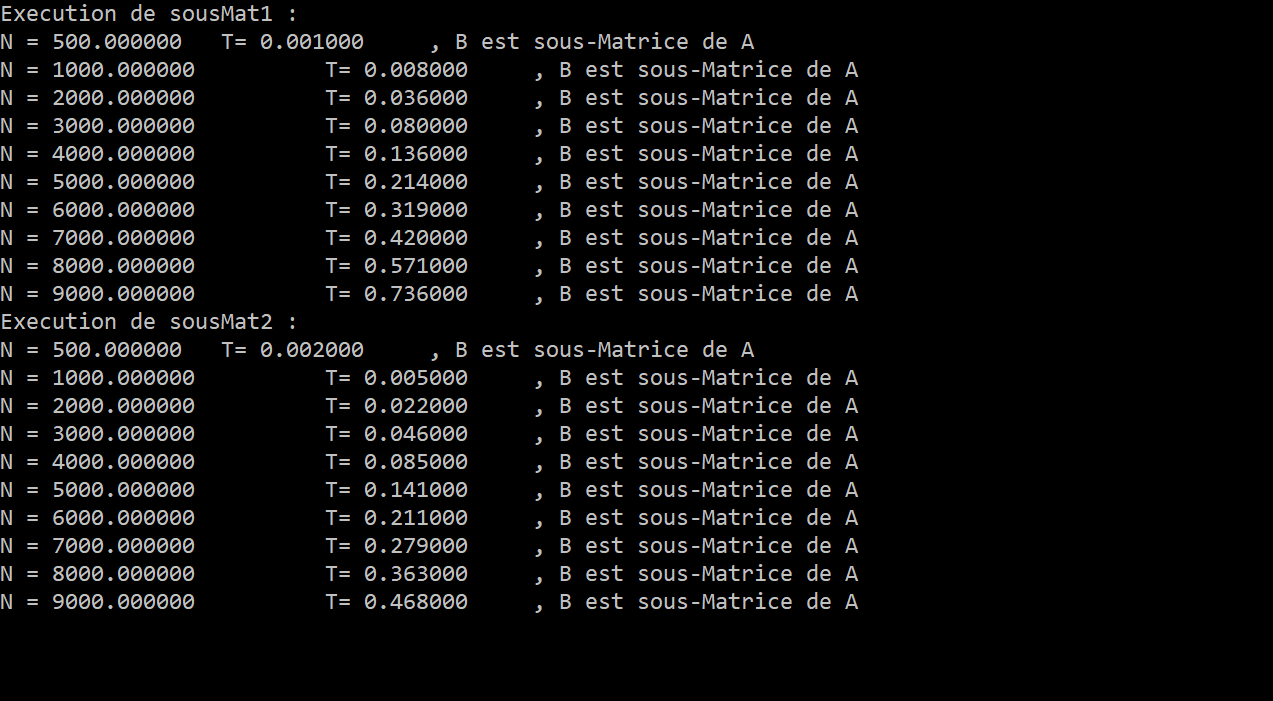 Execution de sousMat1 :
N = 500.000000   T= 0.001000     , B est sous-Matrice de A
N = 1000.000000          T= 0.008000     , B est sous-Matrice de A
N = 2000.000000          T= 0.036000     , B est sous-Matrice de A
N = 3000.000000          T= 0.080000     , B est sous-Matrice de A
N = 4000.000000          T= 0.136000     , B est sous-Matrice de A
N = 5000.000000          T= 0.214000     , B est sous-Matrice de A
N = 6000.000000          T= 0.319000     , B est sous-Matrice de A
N = 7000.000000          T= 0.420000     , B est sous-Matrice de A
N = 8000.000000          T= 0.571000     , B est sous-Matrice de A
N = 9000.000000          T= 0.736000     , B est sous-Matrice de A
Execution de sousMat2 :
N = 500.000000   T= 0.002000     , B est sous-Matrice de A
N = 1000.000000          T= 0.005000     , B est sous-Matrice de A
N = 2000.000000          T= 0.022000     , B est sous-Matrice de A
N = 3000.000000          T= 0.046000     , B est sous-Matrice de A
N = 4000.000000          T= 0.085000     , B est sous-Matrice de A
N = 5000.000000          T= 0.141000     , B est sous-Matrice de A
N = 6000.000000          T= 0.211000     , B est sous-Matrice de A
N = 7000.000000          T= 0.279000     , B est sous-Matrice de A
N = 8000.000000          T= 0.363000     , B est sous-Matrice de A
N = 9000.000000          T= 0.468000     , B est sous-Matrice de A